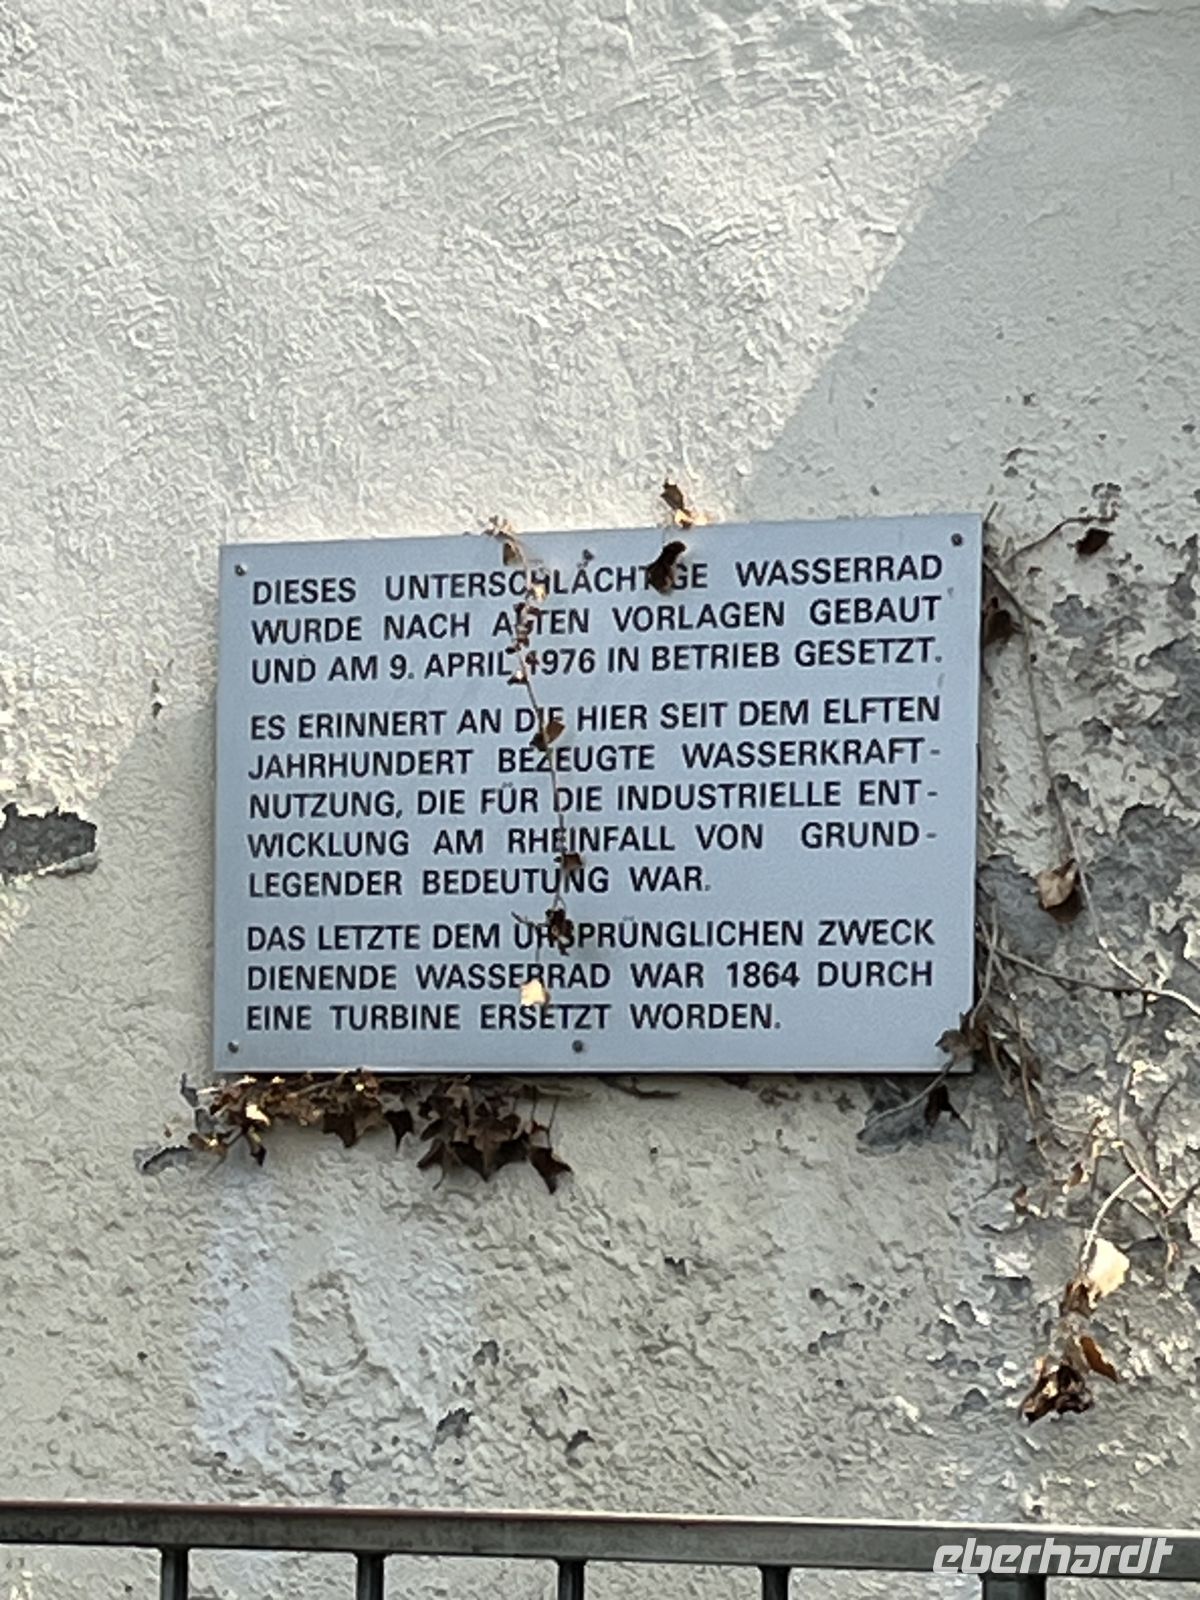 DIESES UNTERSCHLÄCHTIGE WASSERRAD
WURDE NACH ALTEN VORLAGEN GEBAUT
UND AM 9. APRIL 1976 IN BETRIEB GESETZT.
ES ERINNERT AN DIE HIER SEIT DEM ELFTEN
JAHRHUNDERT BEZEUGTE WASSERKRAFT-
NUTZUNG, DIE FÜR DIE INDUSTRIELLE ENT-
WICKLUNG AM RHEINFALL VON GRUND-
LEGENDER BEDEUTUNG WAR.
DAS LETZTE DEM URSPRÜNGLICHEN ZWECK
DIENENDE WASSERRAD WAR 1864 DURCH
EINE TURBINE ERSETZT WORDEN.
eberhardt